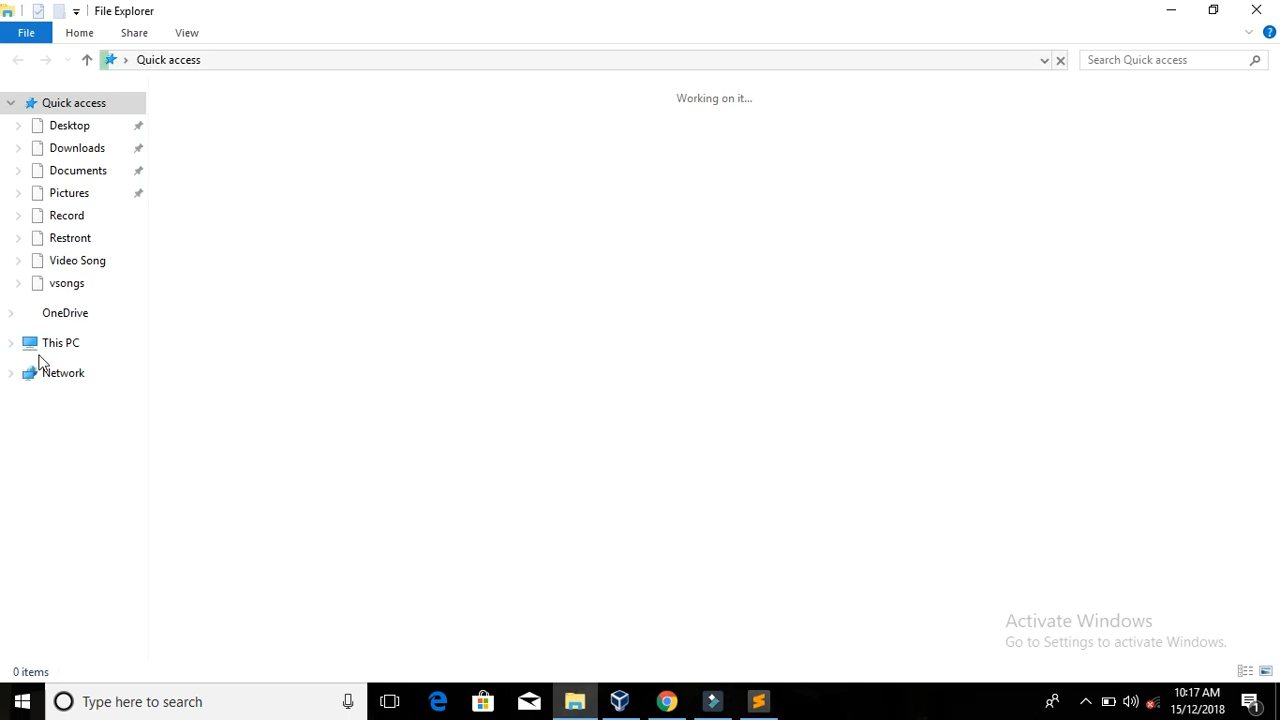 File Explorer
File Home Share View
Quick access Search Quick access
Working on it...
Quick access
Desktop
Downloads
Documents
Pictures
Record
Restront
Video Song
vsongs
OneDrive
This PC
Network
Activate Windows
Go to Settings to activate Windows.
0 items
Type here to search
10:17 AM
15/12/2018
1